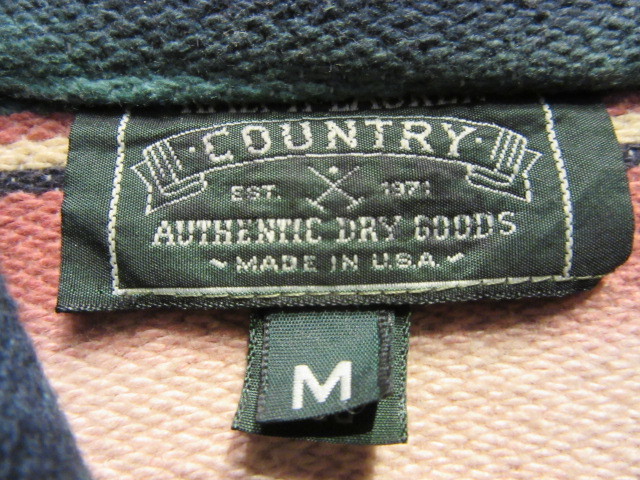 COUNTRY
EST. 1971
AUTHENTIC DRY GOODS
~ MADE IN U.S.A. ~
M